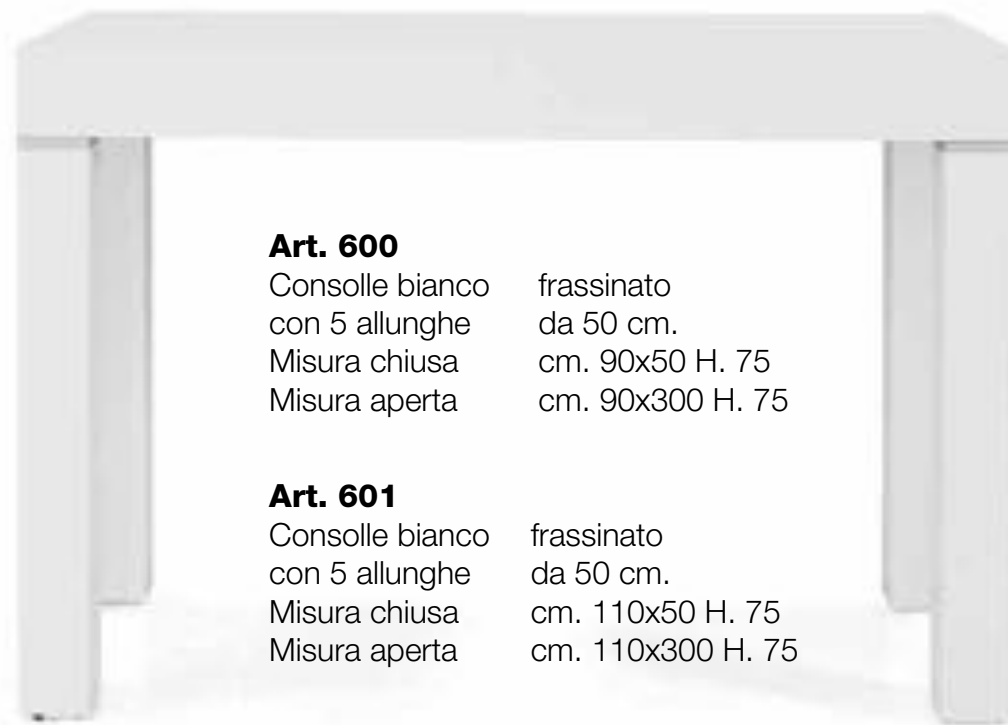 Art. 600
Consolle bianco frassinato
con 5 allunghe da 50 cm.
Misura chiusa cm. 90x50 H. 75
Misura aperta cm. 90x300 H. 75
Art. 601
Consolle bianco frassinato
con 5 allunghe da 50 cm.
Misura chiusa cm. 110x50 H. 75
Misura aperta cm. 110x300 H. 75